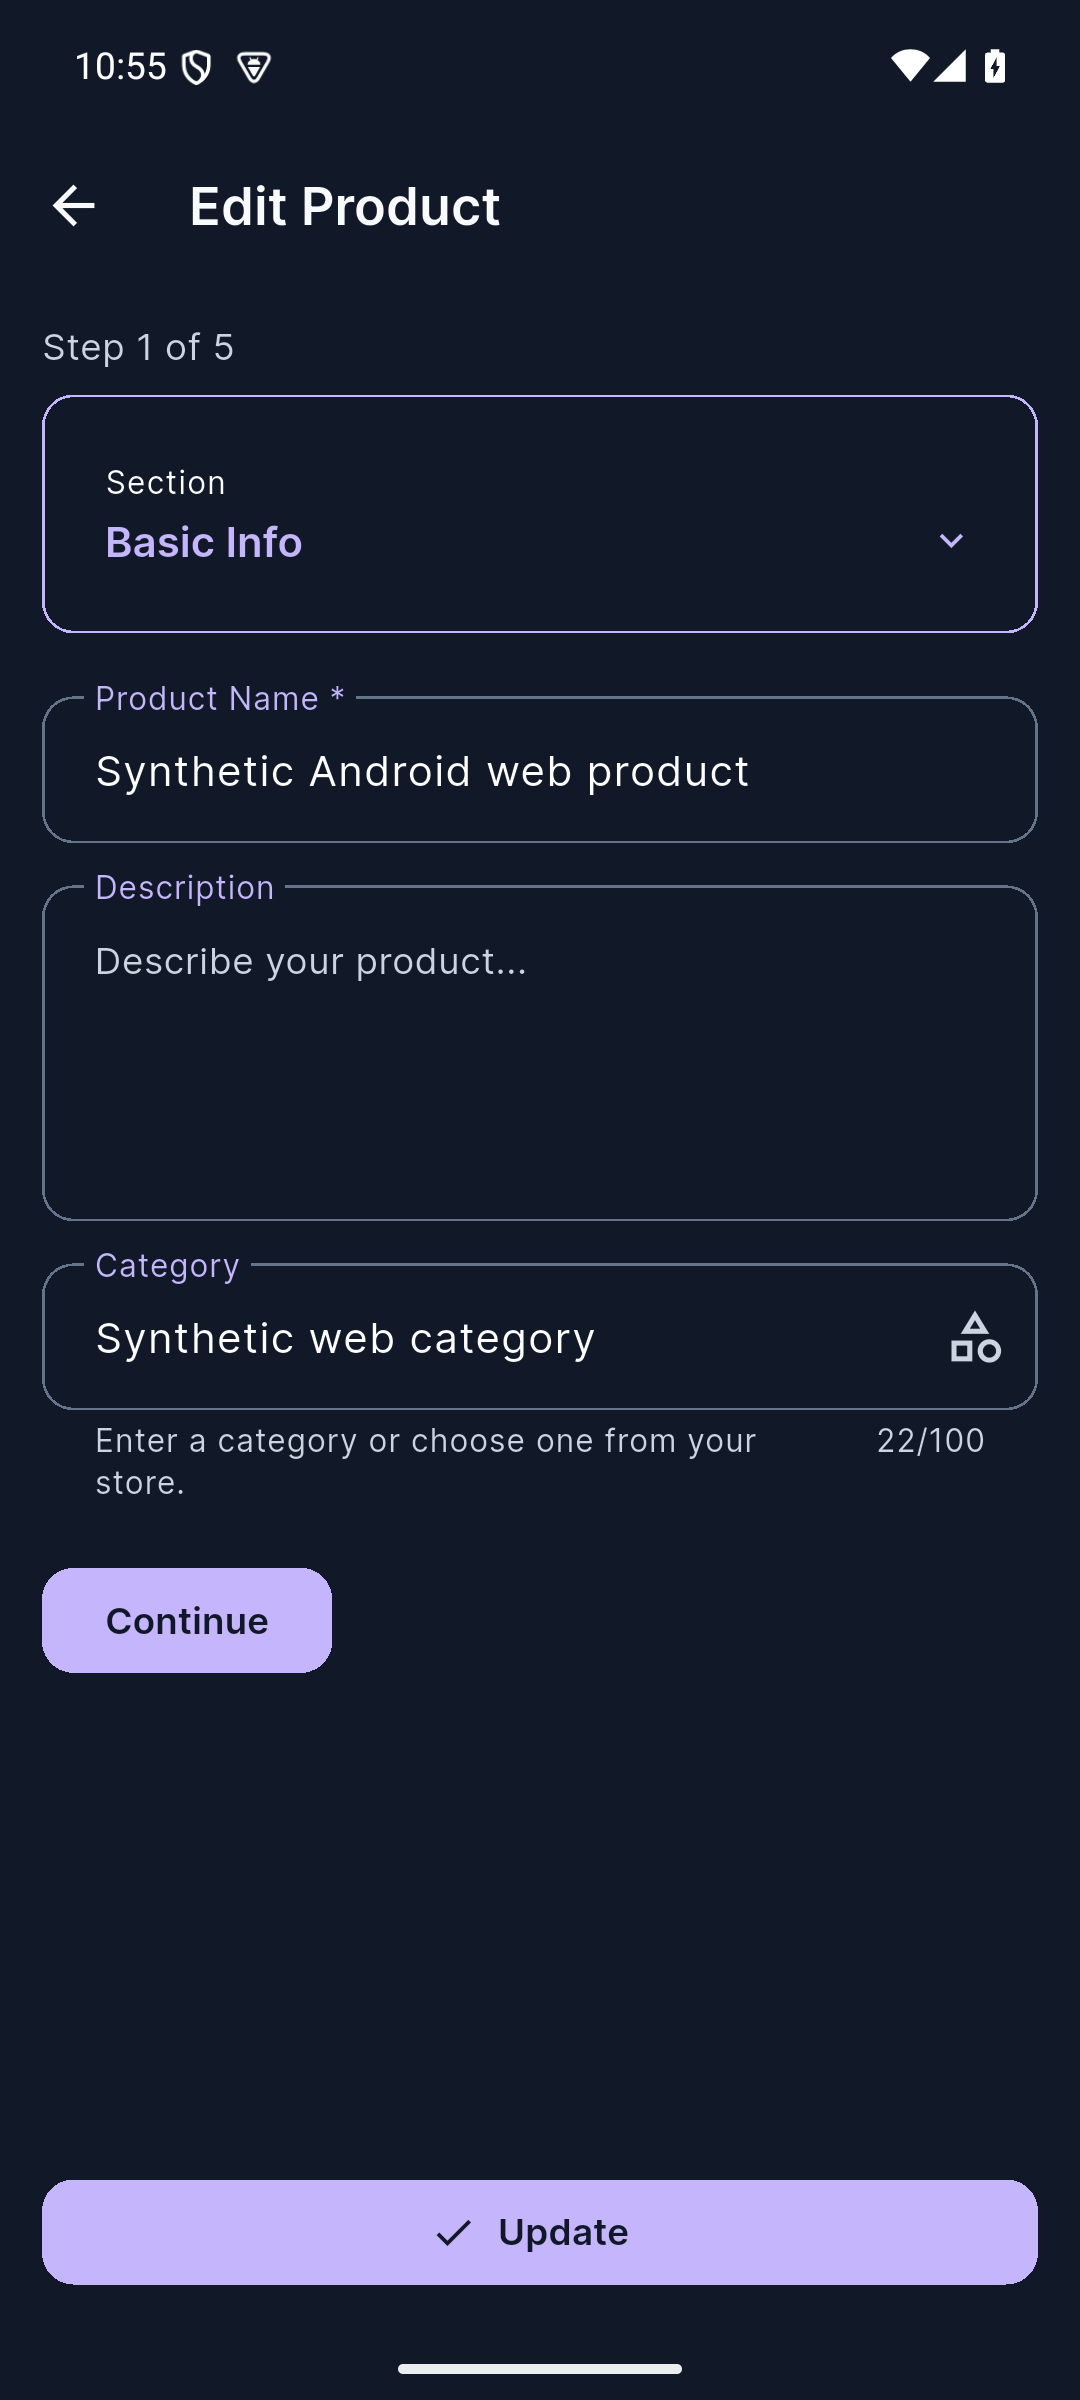 10:55
Edit Product
Step 1 of 5
Section
Basic Info
Product Name *
Synthetic Android web product
Description
Describe your product...
Category
Synthetic web category
Enter a category or choose one from your
store.
22/100
Continue
Update